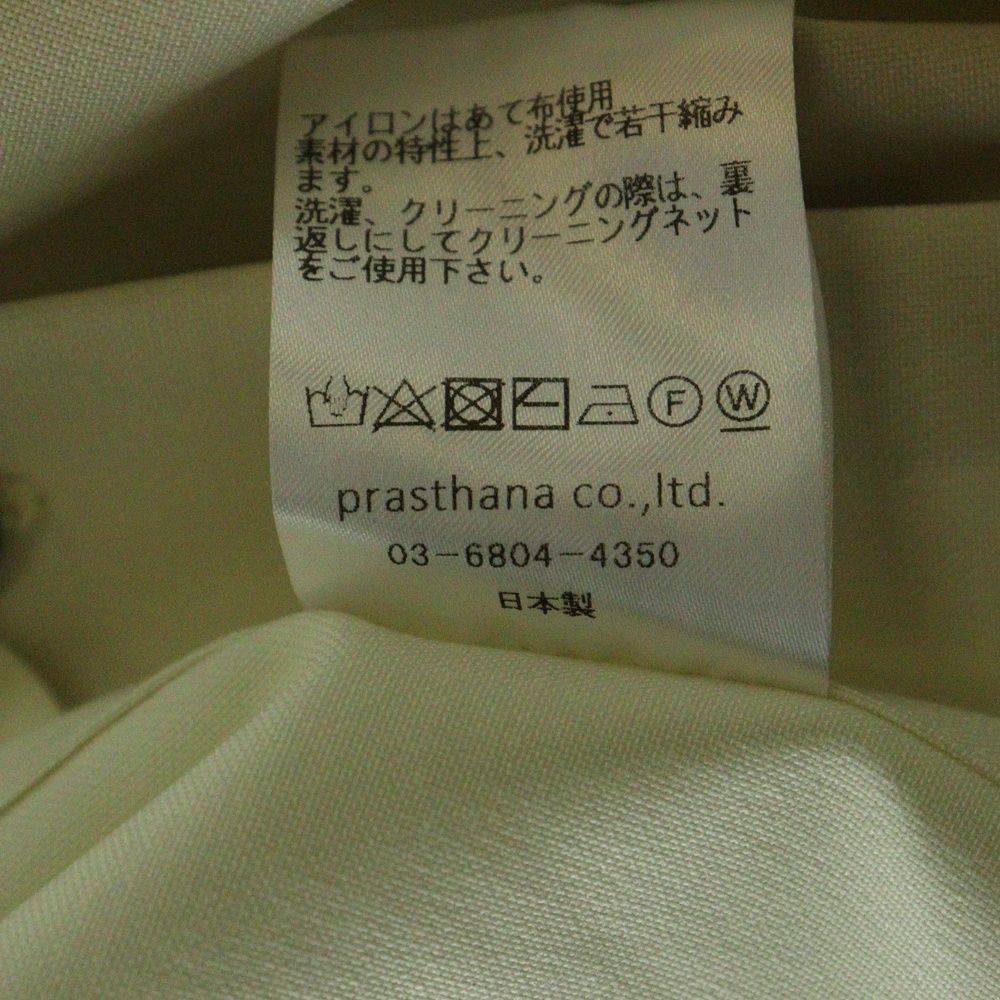 アイロンはあて布使用
素材の特性上、洗濯で若干縮み
ます。
洗濯、クリーニングの際は、裏
返しにしてクリーニングネット
をご使用下さい。
F W
prasthana co.,ltd.
03-6804-4350
日本製